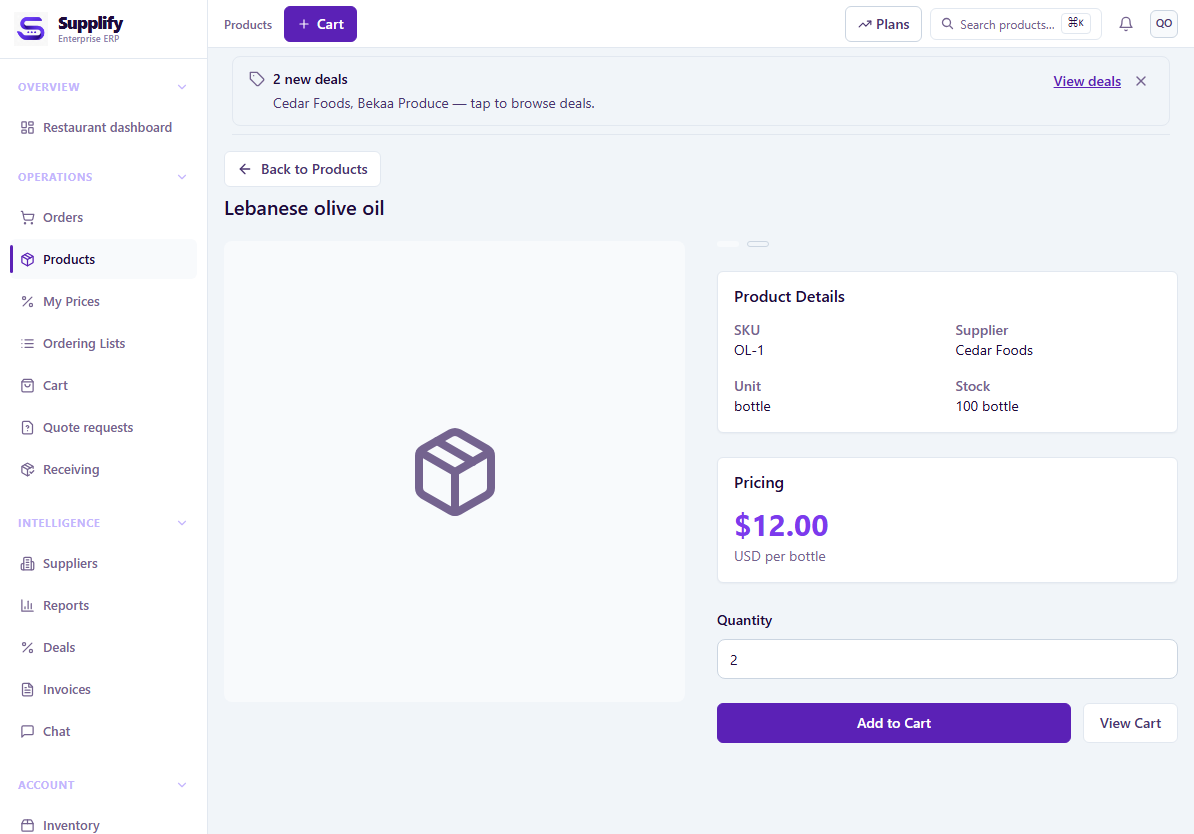 Supplify
Enterprise ERP
Products
+ Cart
Plans
Search products...
⌘K
QO
OVERVIEW
Restaurant dashboard
OPERATIONS
Orders
Products
My Prices
Ordering Lists
Cart
Quote requests
Receiving
INTELLIGENCE
Suppliers
Reports
Deals
Invoices
Chat
ACCOUNT
Inventory
2 new deals
Cedar Foods, Bekaa Produce — tap to browse deals.
View deals
Back to Products
Lebanese olive oil
Product Details
SKU
OL-1
Supplier
Cedar Foods
Unit
bottle
Stock
100 bottle
Pricing
$12.00
USD per bottle
Quantity
2
Add to Cart
View Cart